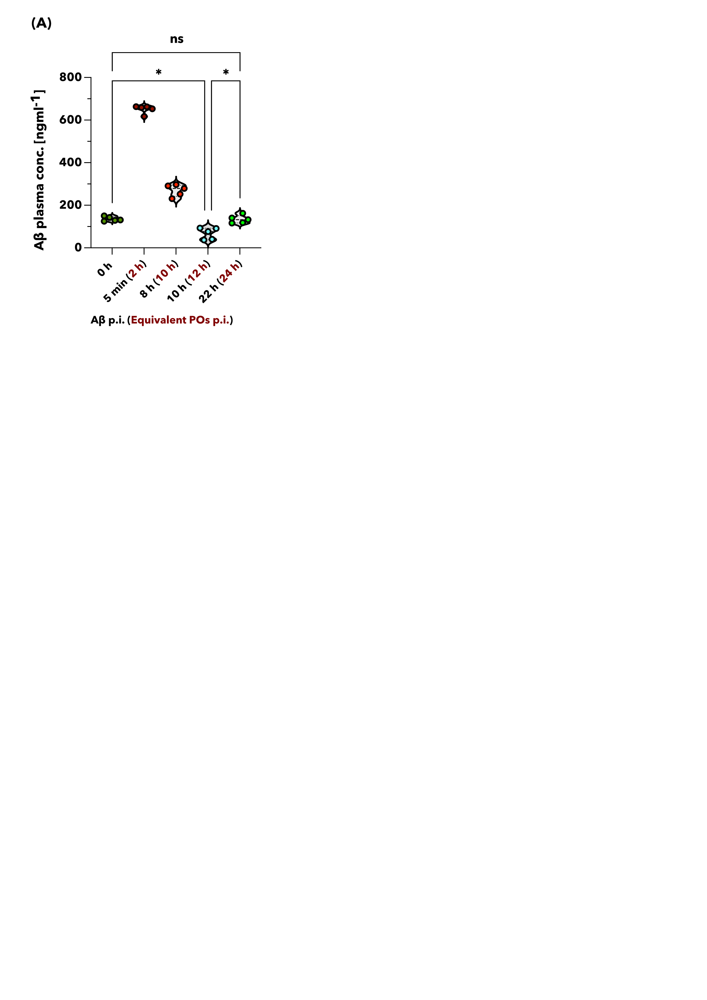 (A)
ns
* *
800
600
400
200
0
Aβ plasma conc. [ngml-1]
0 h
5 min (2 h)
8 h (10 h)
10 h (12 h)
22 h (24 h)
Aβ p.i. (Equivalent POs p.i.)